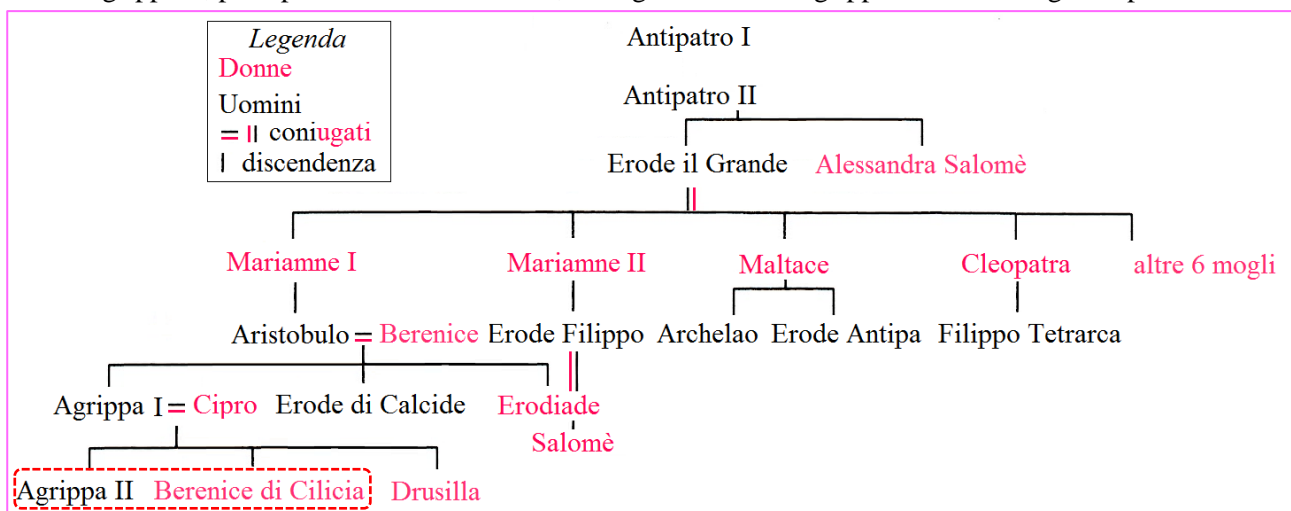 Legenda
Donne
Uomini
= || coniugati
| discendenza
Antipatro I
Antipatro II
Erode il Grande Alessandra Salomè
Mariamne I Mariamne II Maltace Cleopatra altre 6 mogli
Aristobulo = Berenice Erode Filippo Archelao Erode Antipa Filippo Tetrarca
Agrippa I = Cipro Erode di Calcide Erodiade
Salomè
Agrippa II Berenice di Cilicia Drusilla